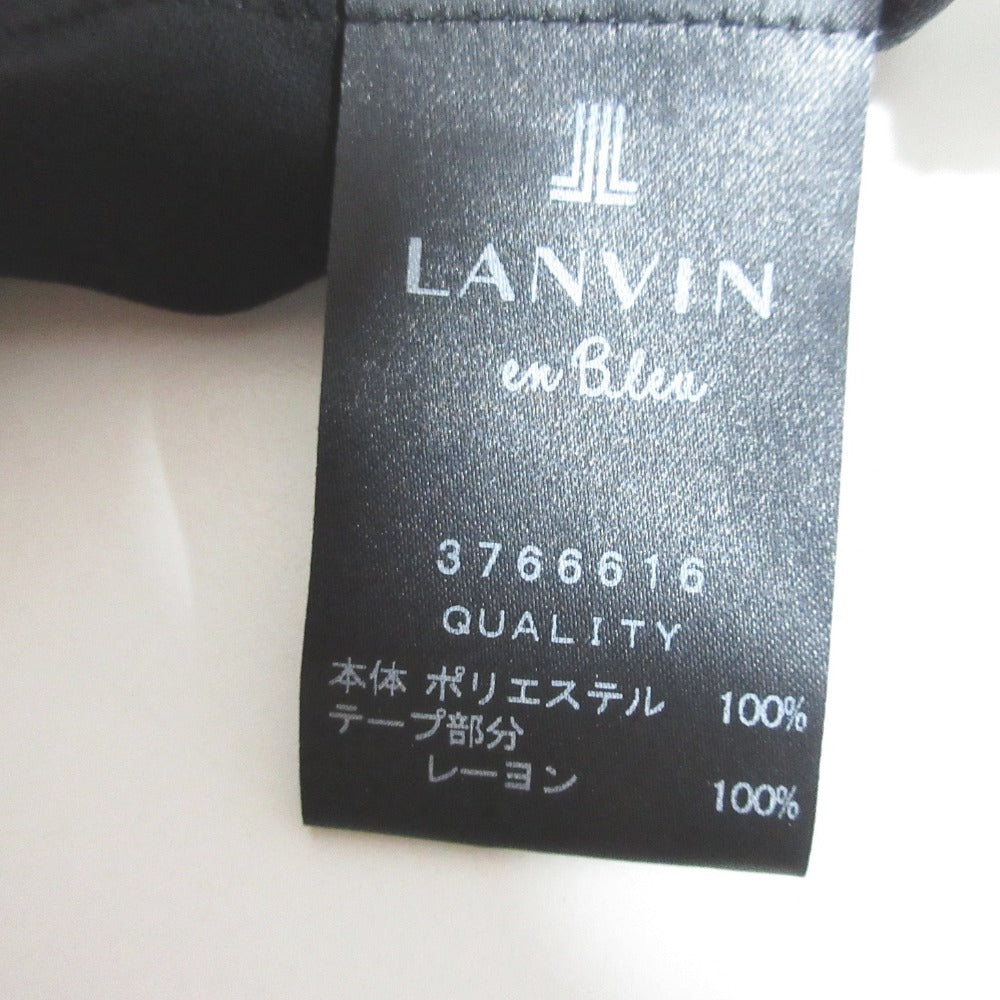 LANVIN
en Bleu
3766616
QUALITY
本体 ポリエステル 100%
テープ部分
レーヨン 100%